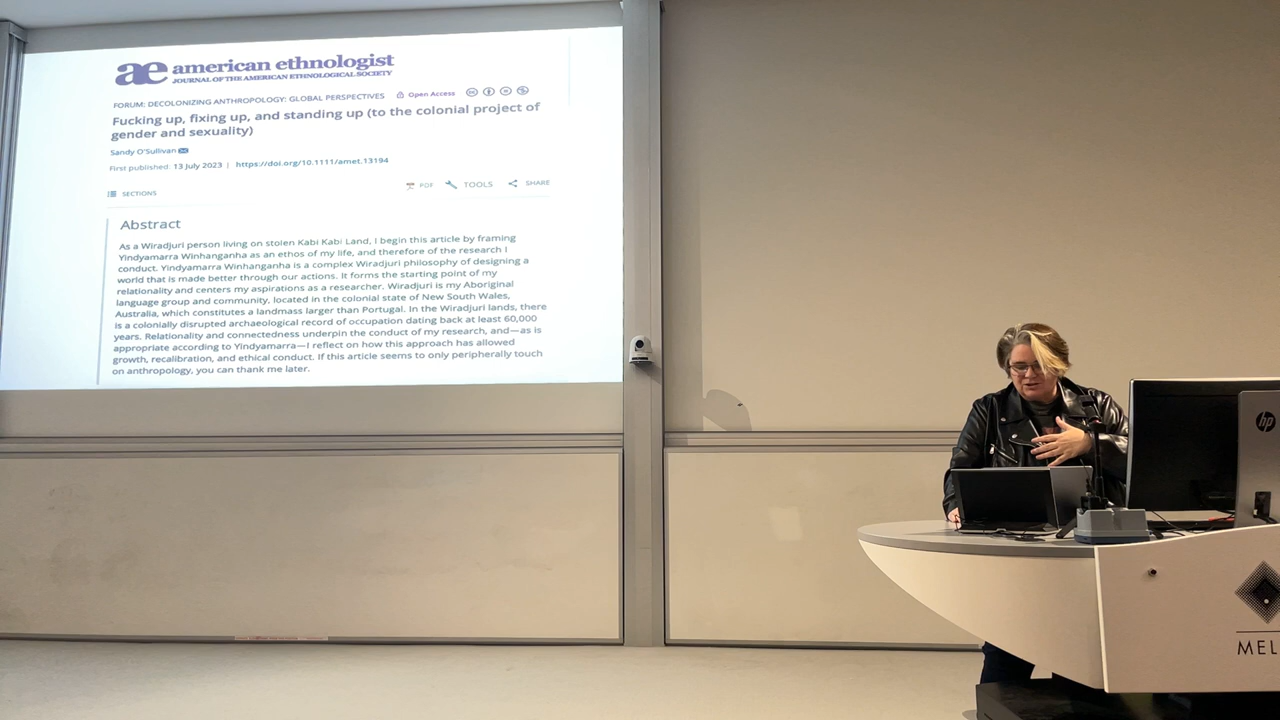 ae american ethnologist
JOURNAL OF THE AMERICAN ETHNOLOGICAL SOCIETY
FORUM: DECOLONIZING ANTHROPOLOGY: GLOBAL PERSPECTIVES Open Access
Fucking up, fixing up, and standing up (to the colonial project of
gender and sexuality)
Sandy O'Sullivan
First published: 13 July 2023 | https://doi.org/10.1111/amet.13194
SECTIONS PDF TOOLS SHARE
Abstract
As a Wiradjuri person living on stolen Kabi Kabi Land, I begin this article by framing
Yindyamarra Winhanganha as an ethos of my life, and therefore of the research I
conduct. Yindyamarra Winhanganha is a complex Wiradjuri philosophy of designing a
world that is made better through our actions. It forms the starting point of my
relationality and centers my aspirations as a researcher. Wiradjuri is my Aboriginal
language group and community, located in the colonial state of New South Wales,
Australia, which constitutes a landmass larger than Portugal. In the Wiradjuri lands, there
is a colonially disrupted archaeological record of occupation dating back at least 60,000
years. Relationality and connectedness underpin the conduct of my research, and—as is
appropriate according to Yindyamarra—I reflect on how this approach has allowed
growth, recalibration, and ethical conduct. If this article seems to only peripherally touch
on anthropology, you can thank me later.
hp
MEL